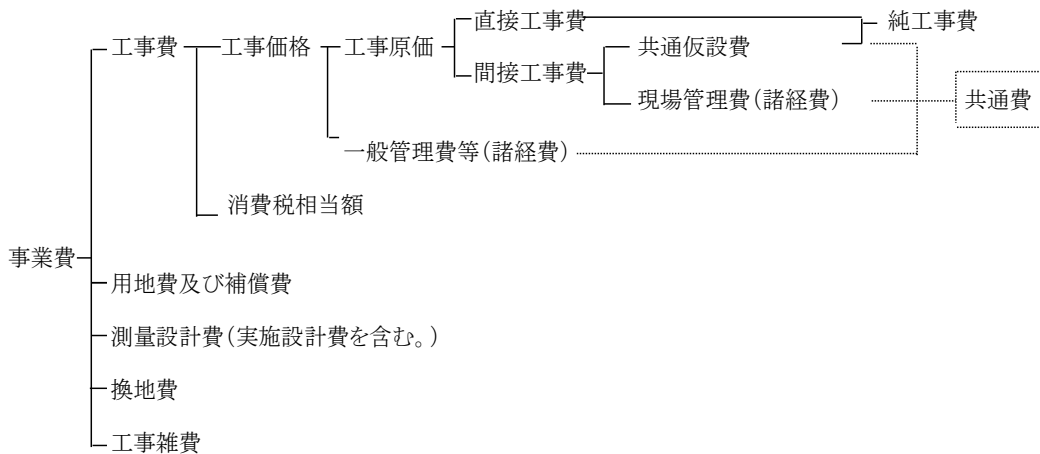 直接工事費
純工事費
工事費
工事価格
工事原価
共通仮設費
間接工事費
現場管理費(諸経費)
共通費
一般管理費等(諸経費)
消費税相当額
事業費
用地費及び補償費
測量設計費(実施設計費を含む。)
換地費
工事雑費